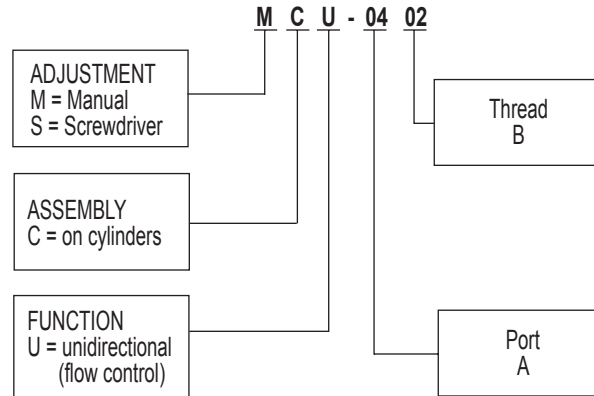 M C U - 04 02
ADJUSTMENT
M = Manual
S = Screwdriver
Thread
B
ASSEMBLY
C = on cylinders
FUNCTION
U = unidirectional
(flow control)
Port
A